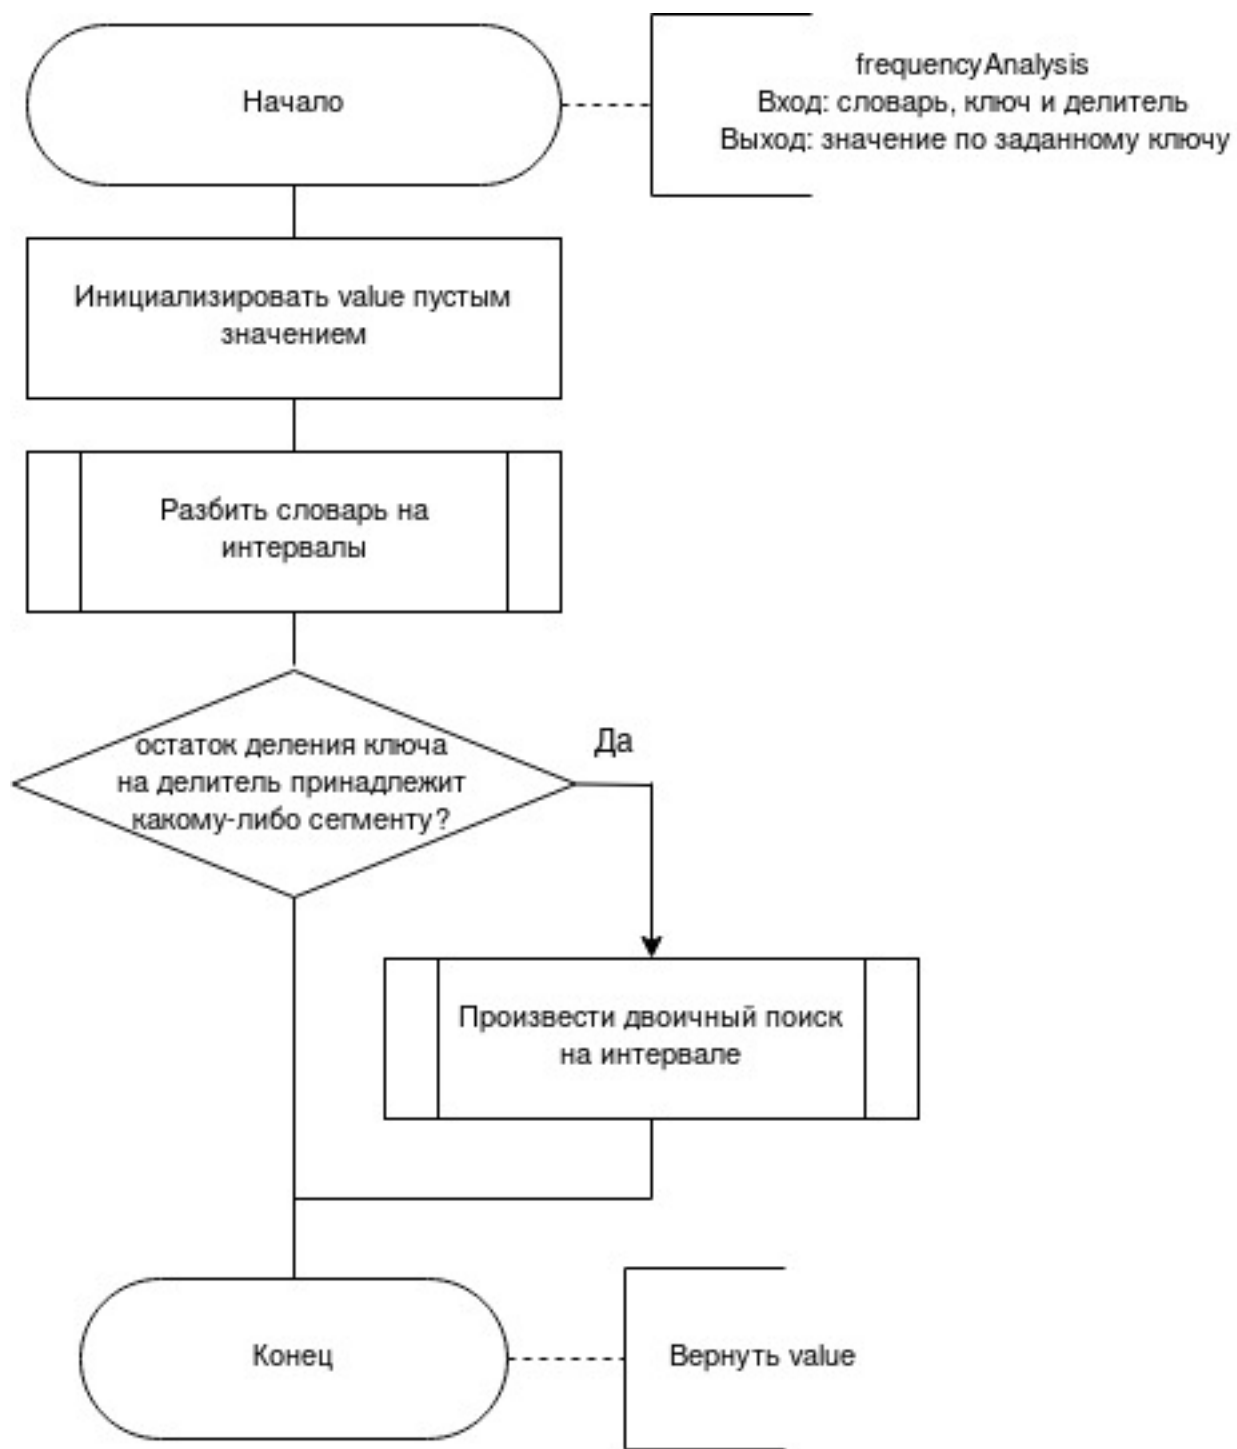 Начало
frequencyAnalysis
Вход: словарь, ключ и делитель
Выход: значение по заданному ключу
Инициализировать value пустым
значением
Разбить словарь на
интервалы
остаток деления ключа
на делитель принадлежит
какому-либо сегменту?
Да
Произвести двоичный поиск
на интервале
Конец
Вернуть value